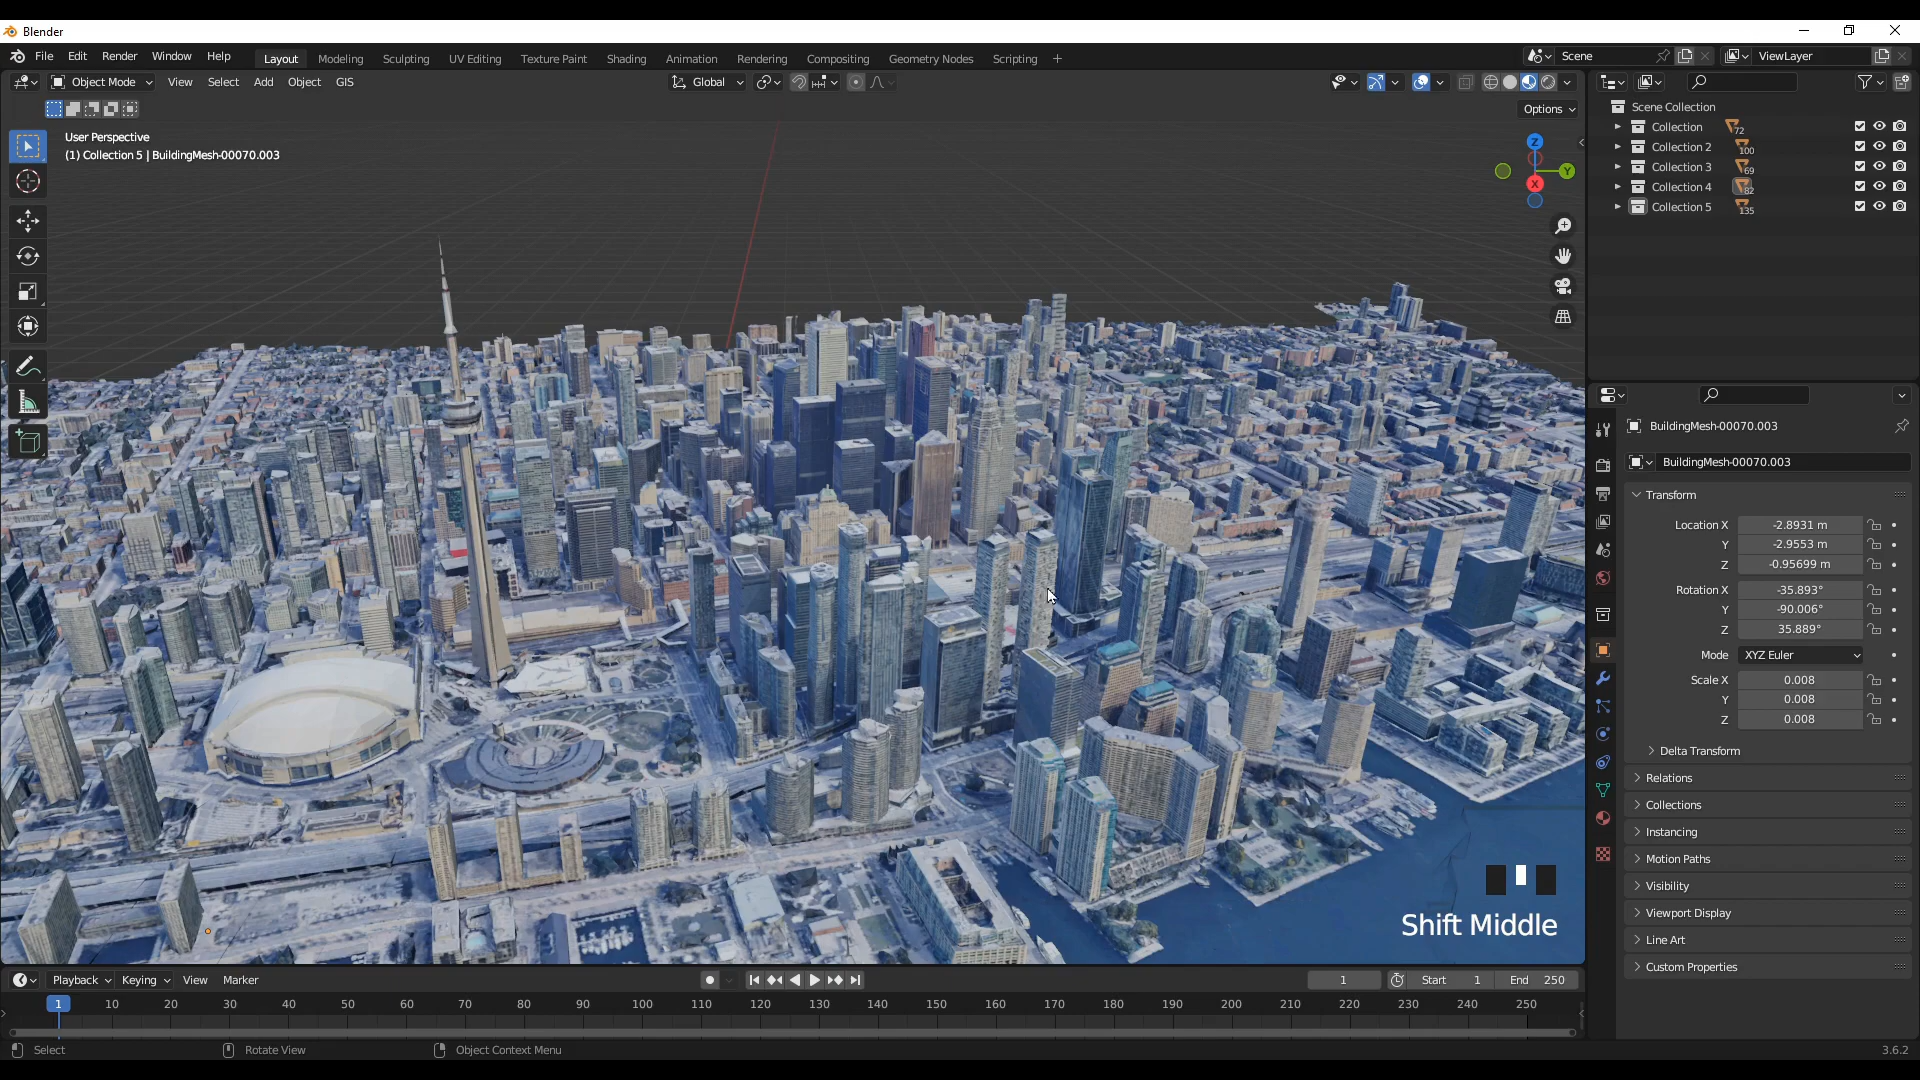 Blender
File Edit Render Window Help Layout Modeling Sculpting UV Editing Texture Paint Shading Animation Rendering Compositing Geometry Nodes Scripting + Scene ViewLayer
Object Mode View Select Add Object GIS Global
Options
User Perspective
(1) Collection 5 | BuildingMesh-00070.003
Z
Y
X
Scene Collection
Collection 72
Collection 2 100
Collection 3 69
Collection 4 82
Collection 5 135
BuildingMesh-00070.003
BuildingMesh-00070.003
Transform
Location X -2.8931 m
Y -2.9553 m
Z -0.95699 m
Rotation X -35.893°
Y -90.006°
Z 35.889°
Mode XYZ Euler
Scale X 0.008
Y 0.008
Z 0.008
Delta Transform
Relations
Collections
Instancing
Motion Paths
Visibility
Viewport Display
Line Art
Custom Properties
Shift Middle
Playback Keying View Marker 1 Start 1 End 250
1 10 20 30 40 50 60 70 80 90 100 110 120 130 140 150 160 170 180 190 200 210 220 230 240 250
Select Rotate View Object Context Menu 3.6.2